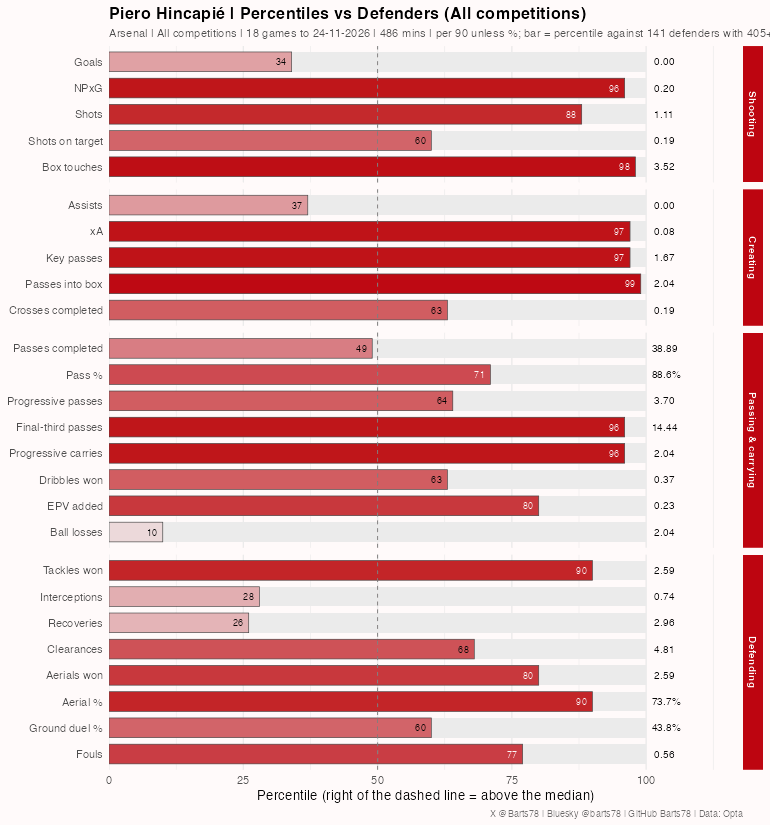 Piero Hincapié | Percentiles vs Defenders (All competitions)
Arsenal | All competitions | 18 games to 24-11-2026 | 486 mins | per 90 unless %; bar = percentile against 141 defenders with 405+
Goals 34 0.00
NPxG 96 0.20
Shots 88 1.11
Shots on target 60 0.19
Box touches 98 3.52
Shooting
Assists 37 0.00
xA 97 0.08
Key passes 97 1.67
Passes into box 99 2.04
Crosses completed 63 0.19
Creating
Passes completed 49 38.89
Pass % 71 88.6%
Progressive passes 64 3.70
Final-third passes 96 14.44
Progressive carries 96 2.04
Dribbles won 63 0.37
EPV added 80 0.23
Ball losses 10 2.04
Passing & carrying
Tackles won 90 2.59
Interceptions 28 0.74
Recoveries 26 2.96
Clearances 68 4.81
Aerials won 80 2.59
Aerial % 90 73.7%
Ground duel % 60 43.8%
Fouls 77 0.56
Defending
0 25 50 75 100
Percentile (right of the dashed line = above the median)
X @Barts78 | Bluesky @barts78 | GitHub Barts78 | Data: Opta